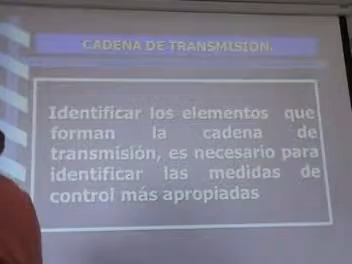 CADENA DE TRANSMISION.
Identificar los elementos que
forman la cadena de
transmisión, es necesario para
identificar las medidas de
control más apropiadas